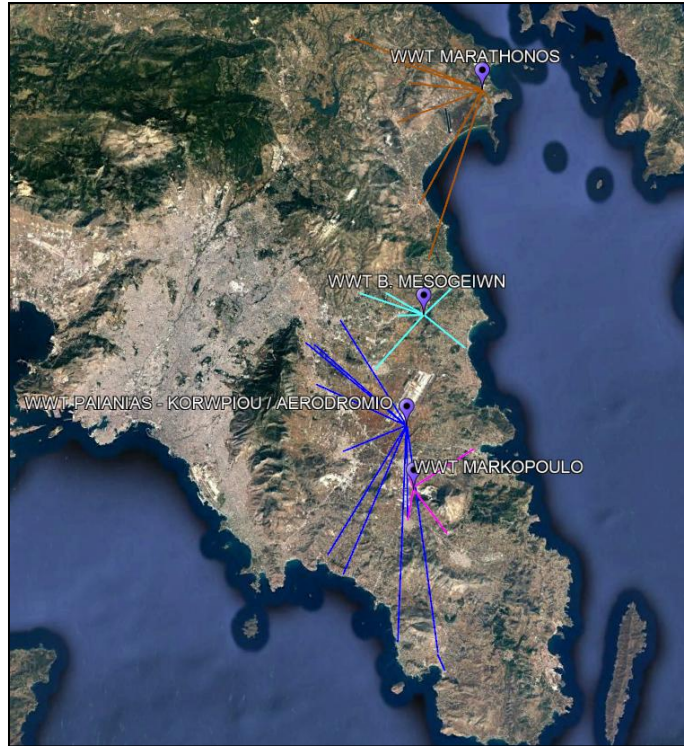 WWT MARATHONOS
WWT B. MESOGEIWN
WWT PAIANIAS - KORWPIOU / AERODROMIO
WWT MARKOPOULO